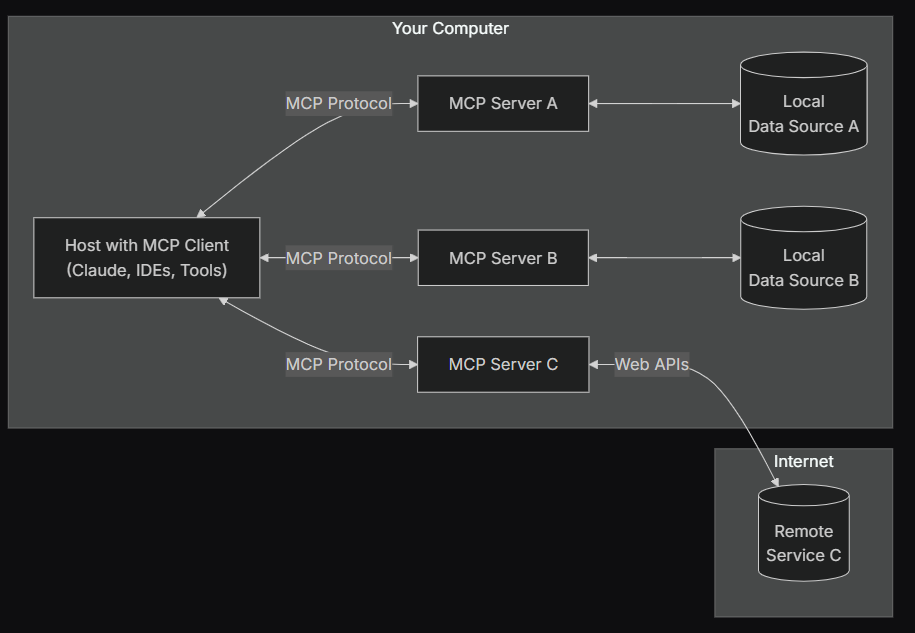 Your Computer
MCP Protocol
MCP Server A
Local
Data Source A
Host with MCP Client
(Claude, IDEs, Tools)
MCP Protocol
MCP Server B
Local
Data Source B
MCP Protocol
MCP Server C
Web APIs
Internet
Remote
Service C